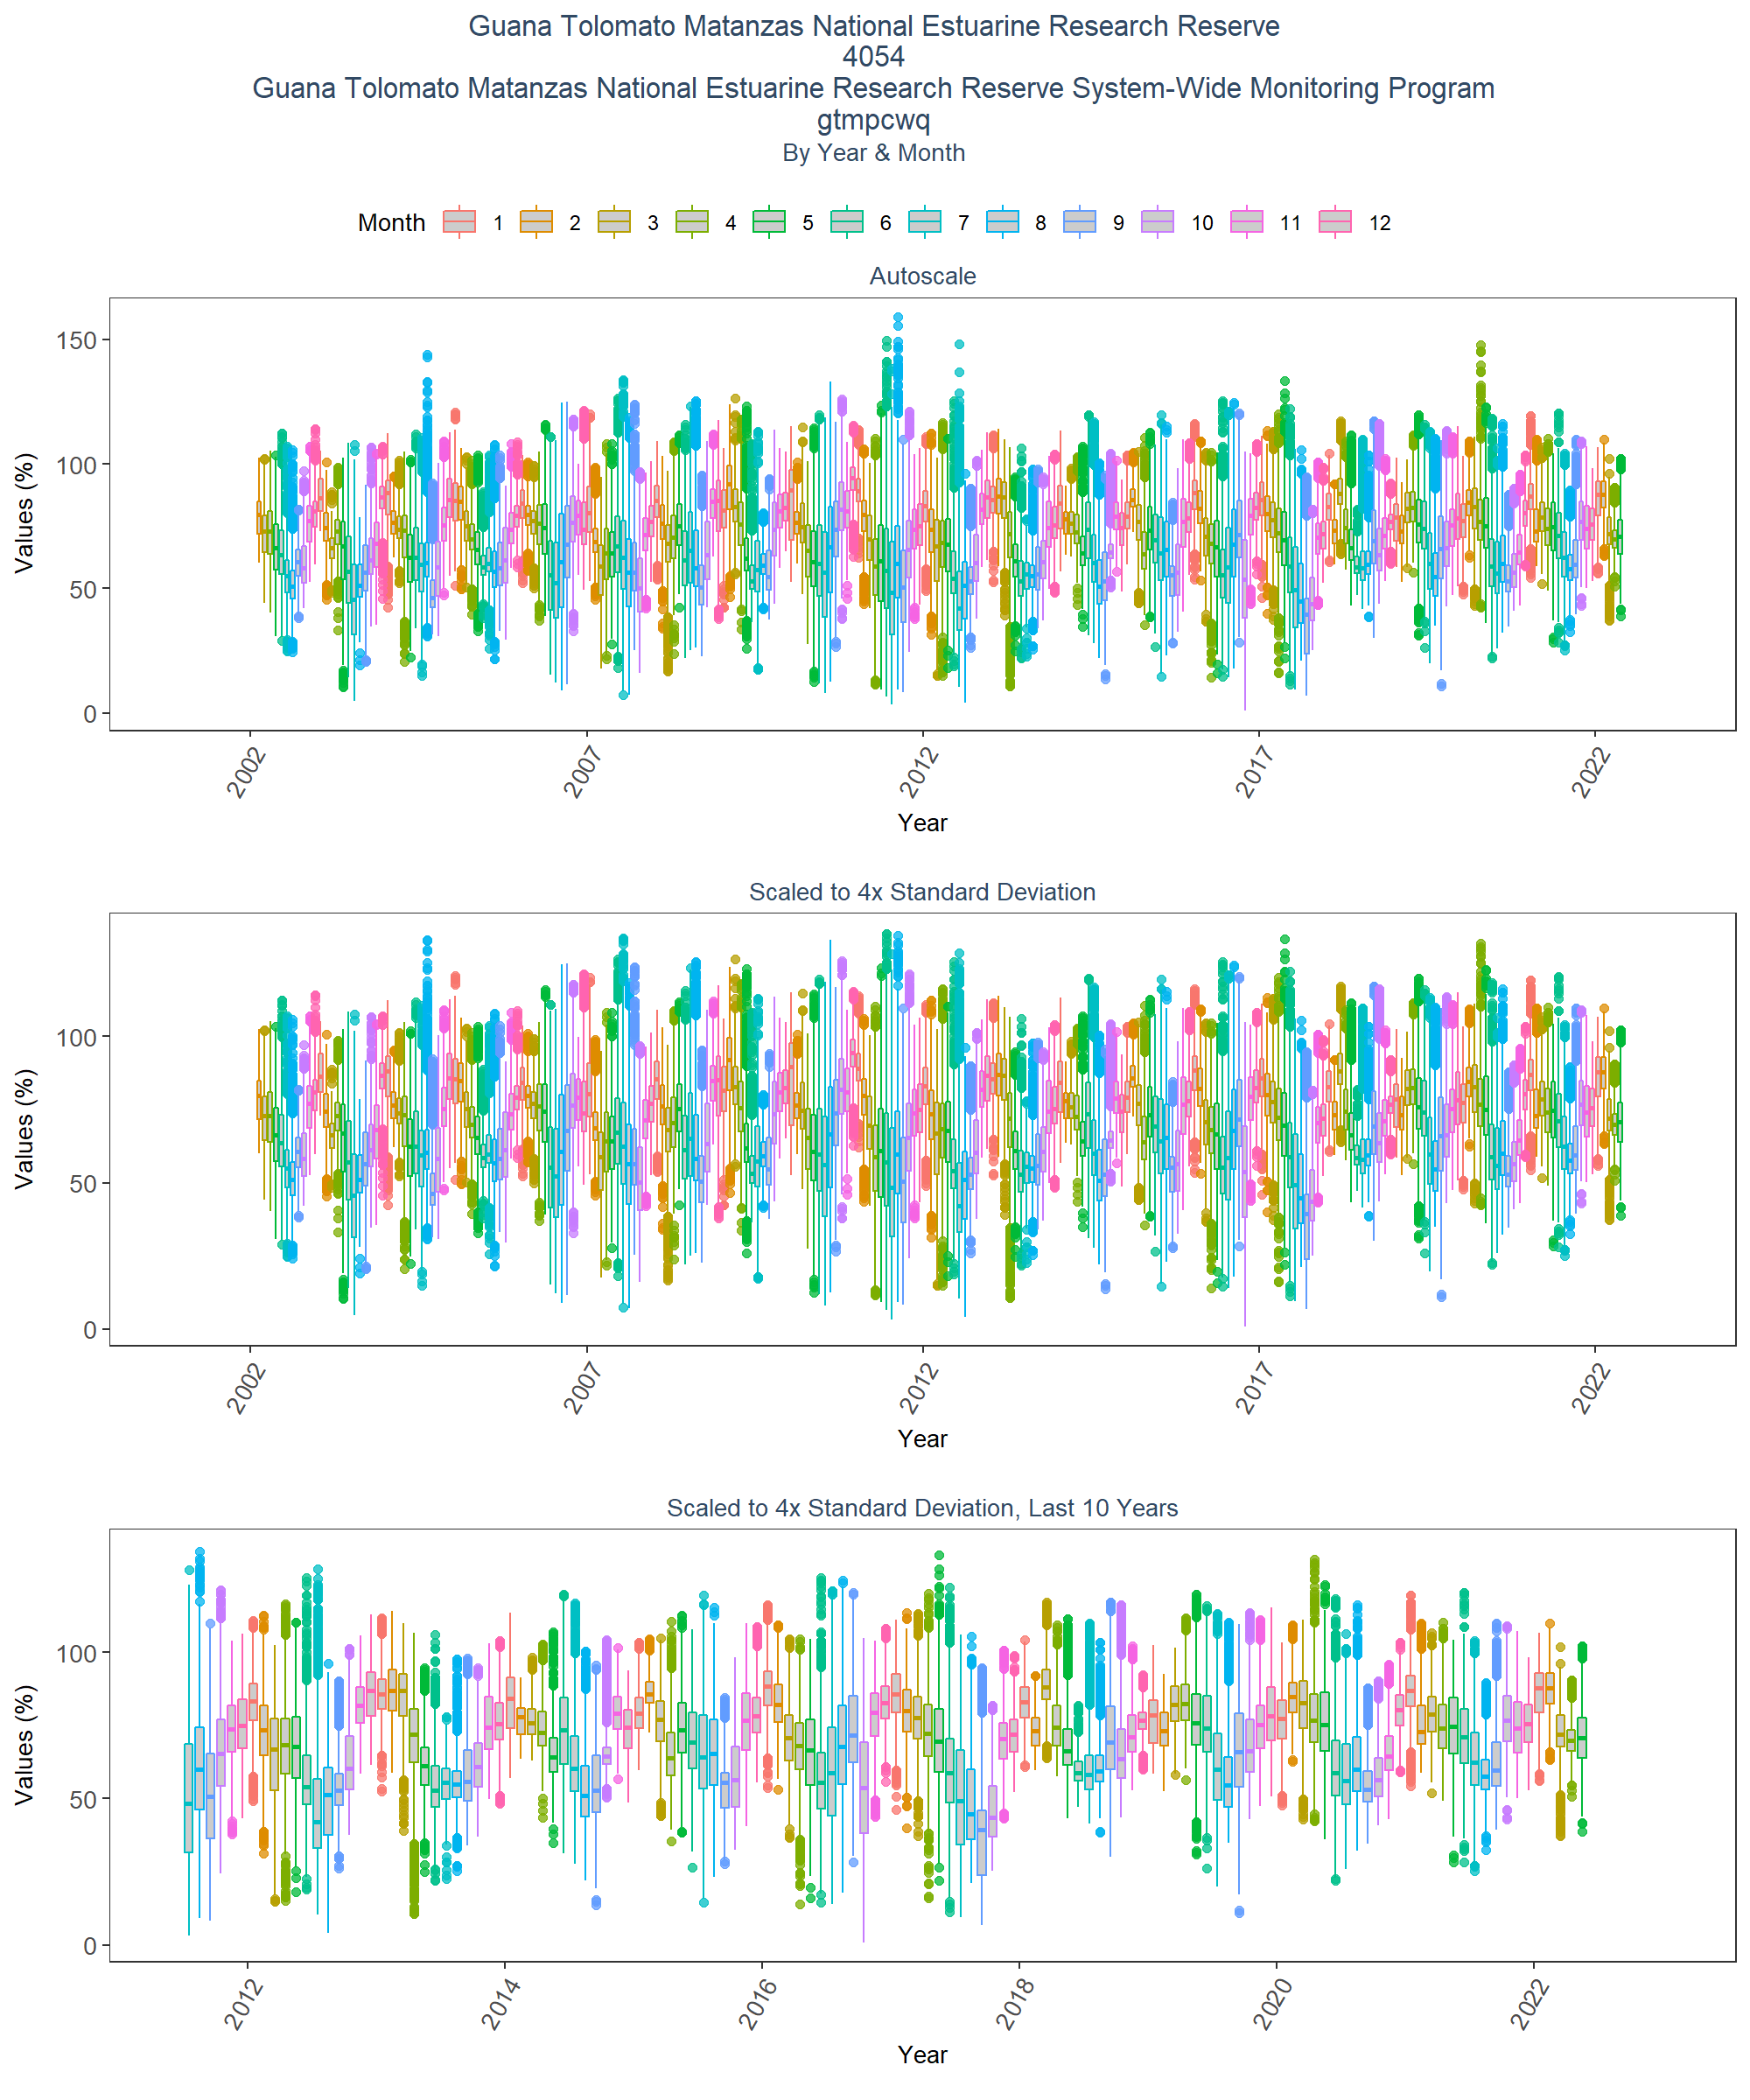 Guana Tolomato Matanzas National Estuarine Research Reserve
4054
Guana Tolomato Matanzas National Estuarine Research Reserve System-Wide Monitoring Program
gtmpcwq
By Year & Month
Month 1 2 3 4 5 6 7 8 9 10 11 12
Autoscale
Values (%)
150
100
50
0
2002 2007 2012 2017 2022
Year
Scaled to 4x Standard Deviation
Values (%)
100
50
0
2002 2007 2012 2017 2022
Year
Scaled to 4x Standard Deviation, Last 10 Years
Values (%)
100
50
0
2012 2014 2016 2018 2020 2022
Year